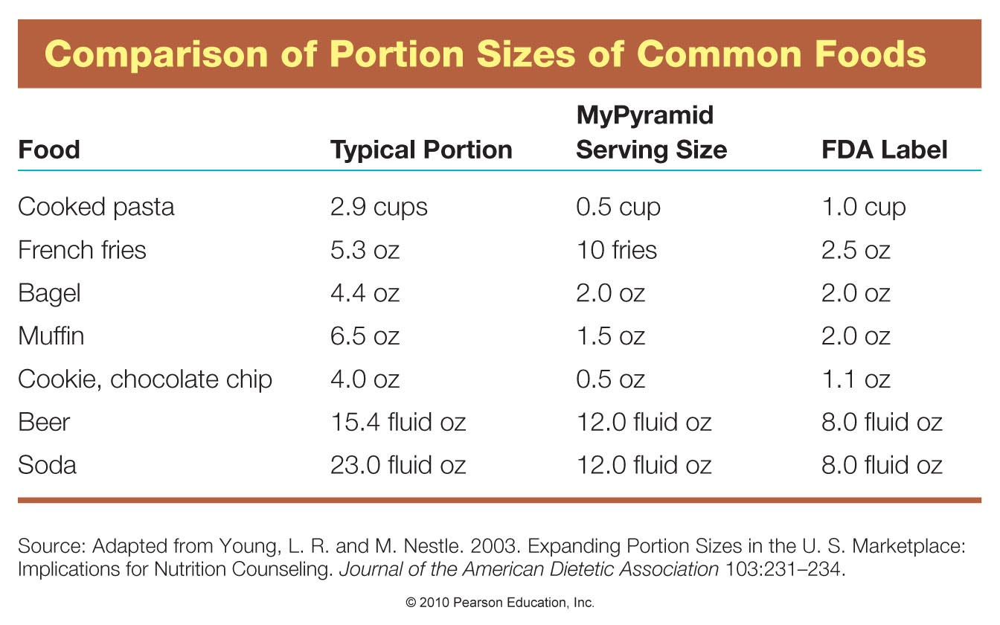 Comparison of Portion Sizes of Common Foods
MyPyramid
Food Typical Portion Serving Size FDA Label
Cooked pasta 2.9 cups 0.5 cup 1.0 cup
French fries 5.3 oz 10 fries 2.5 oz
Bagel 4.4 oz 2.0 oz 2.0 oz
Muffin 6.5 oz 1.5 oz 2.0 oz
Cookie, chocolate chip 4.0 oz 0.5 oz 1.1 oz
Beer 15.4 fluid oz 12.0 fluid oz 8.0 fluid oz
Soda 23.0 fluid oz 12.0 fluid oz 8.0 fluid oz
Source: Adapted from Young, L. R. and M. Nestle. 2003. Expanding Portion Sizes in the U. S. Marketplace:
Implications for Nutrition Counseling. Journal of the American Dietetic Association 103:231–234.
© 2010 Pearson Education, Inc.